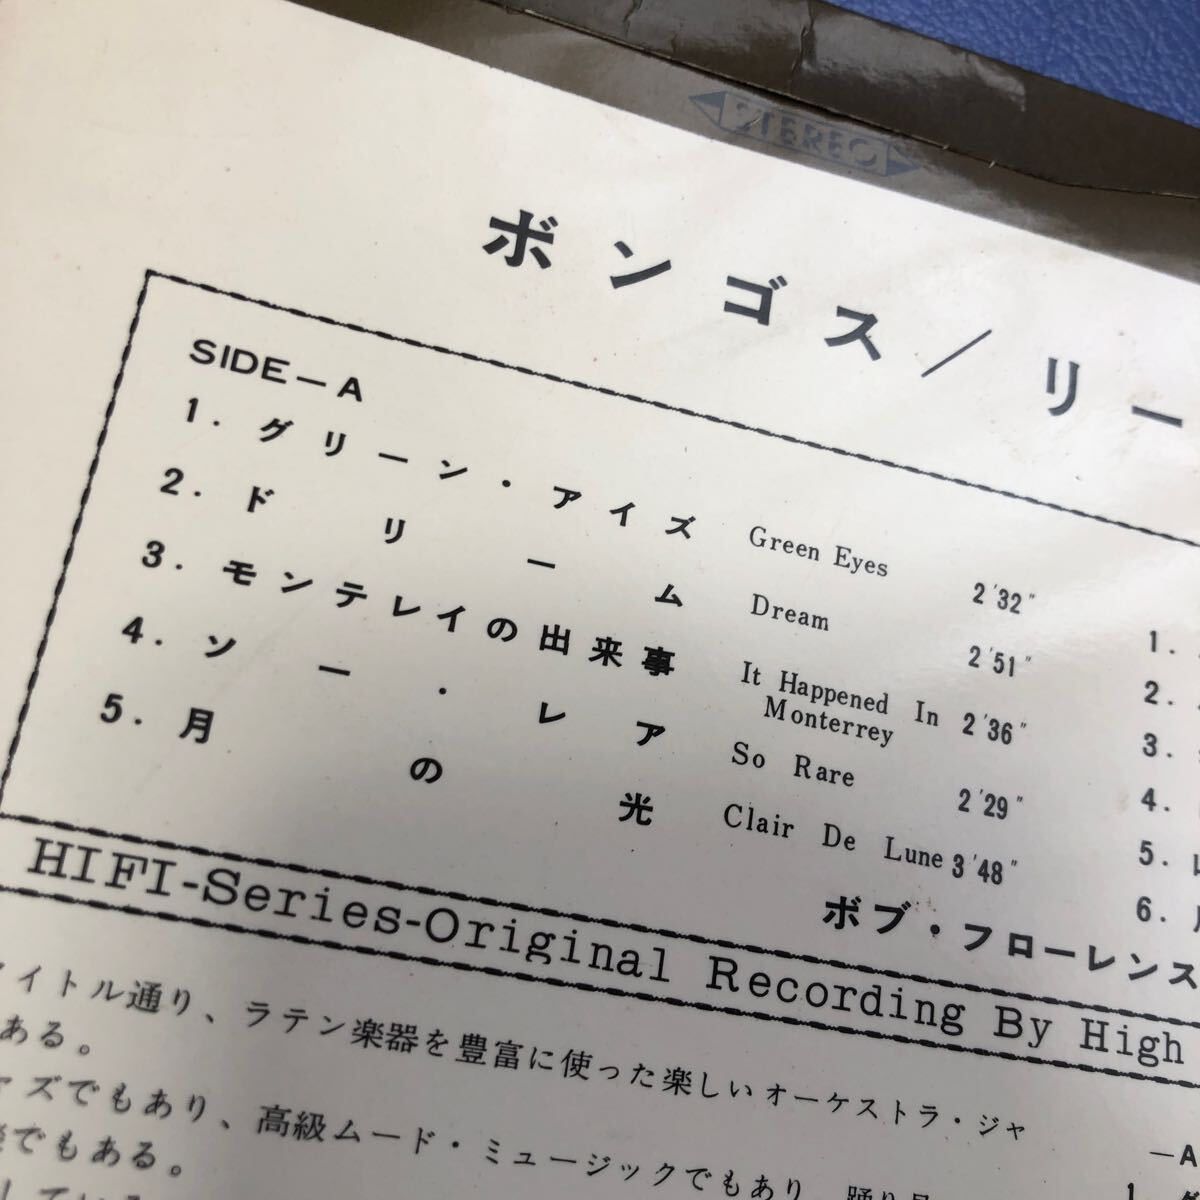 STEREO
ボンゴス/リー
SIDE—A
1. グリーン・アイズ Green Eyes 2'32"
2. ドリーム Dream 2'51"
3. モンテレイの出来事 It Happened In Monterrey 2'36"
4. ソー・レア So Rare 2'29"
5. 月の光 Clair De Lune 3'48"
1.
2.
3.
4.
5.
6.
ボブ・フローレンス
HIFI-Series-Original Recording By High
イトル通り、ラテン楽器を豊富に使った楽しいオーケストラ・ジャ
ある。
ズでもあり、高級ムード・ミュージックでもあり、踊り
でもある。
している
—A
1